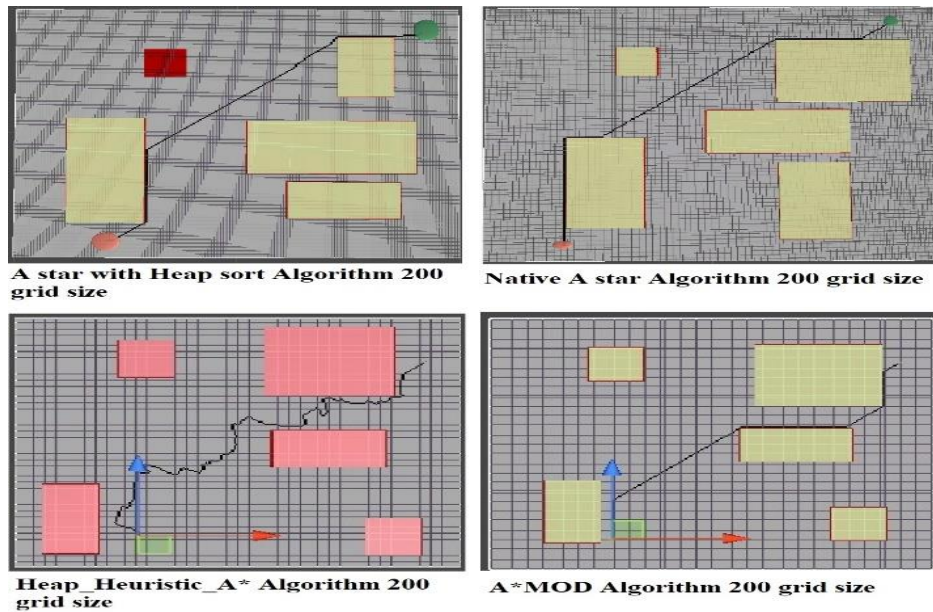 A star with Heap sort Algorithm 200
grid size
Native A star Algorithm 200 grid size
Heap_Heuristic_A* Algorithm 200
grid size
A*MOD Algorithm 200 grid size